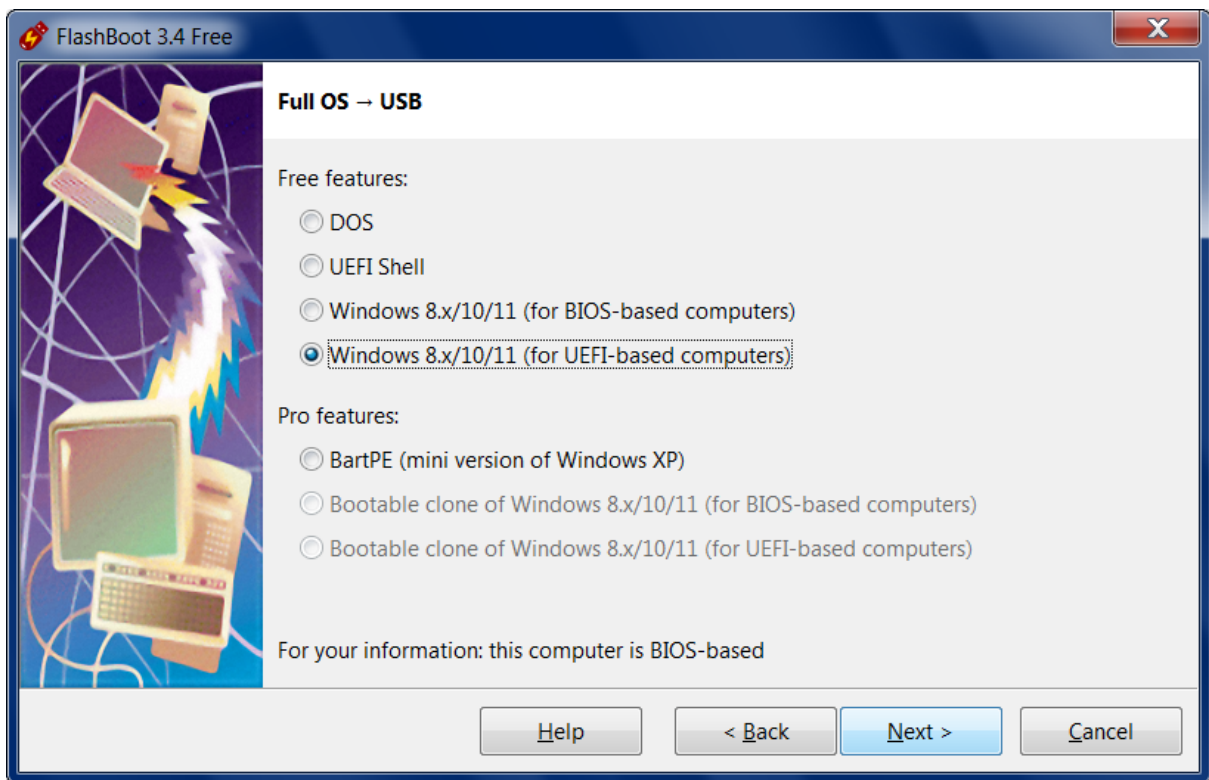 FlashBoot 3.4 Free
Full OS → USB
Free features:
DOS
UEFI Shell
Windows 8.x/10/11 (for BIOS-based computers)
Windows 8.x/10/11 (for UEFI-based computers)
Pro features:
BartPE (mini version of Windows XP)
Bootable clone of Windows 8.x/10/11 (for BIOS-based computers)
Bootable clone of Windows 8.x/10/11 (for UEFI-based computers)
For your information: this computer is BIOS-based
Help < Back Next > Cancel